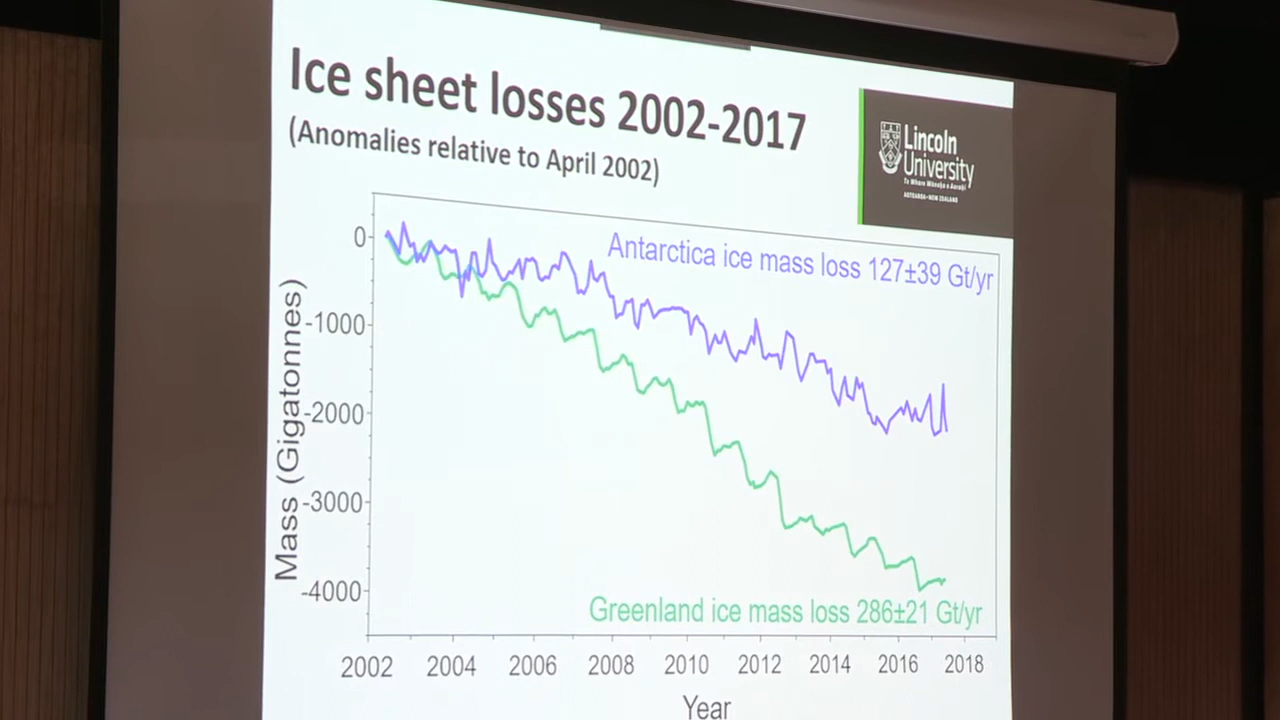 Ice sheet losses 2002-2017
(Anomalies relative to April 2002)
Lincoln
University
Te Whare Wānaka o Aoraki
AOTEAROA • NEW ZEALAND
Antarctica ice mass loss 127±39 Gt/yr
Greenland ice mass loss 286±21 Gt/yr
Mass (Gigatonnes)
0
-1000
-2000
-3000
-4000
2002 2004 2006 2008 2010 2012 2014 2016 2018
Year